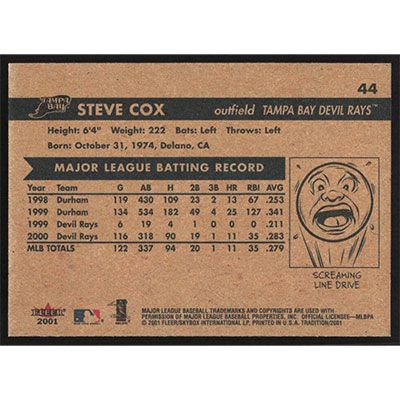 44
TAMPA BAY
STEVE COX
outfield TAMPA BAY DEVIL RAYS™
Height: 6'4" Weight: 222 Bats: Left Throws: Left
Born: October 31, 1974, Delano, CA
MAJOR LEAGUE BATTING RECORD
Year Team G AB H 2B 3B HR RBI AVG
1998 Durham 119 430 109 23 2 13 67 .253
1999 Durham 134 534 182 49 4 25 127 .341
1999 Devil Rays 6 19 4 1 0 0 0 .211
2000 Devil Rays 116 318 90 19 1 11 35 .283
MLB TOTALS 122 337 94 20 1 11 35 .279
SCREAMING
LINE DRIVE
FLEER
2001
MAJOR LEAGUE BASEBALL TRADEMARKS AND COPYRIGHTS ARE USED WITH
PERMISSION OF MAJOR LEAGUE BASEBALL PROPERTIES, INC. OFFICIAL LICENSEE—MLBPA
© 2001 FLEER/SKYBOX INTERNATIONAL LP. PRINTED IN U.S.A. TRADITION/2001